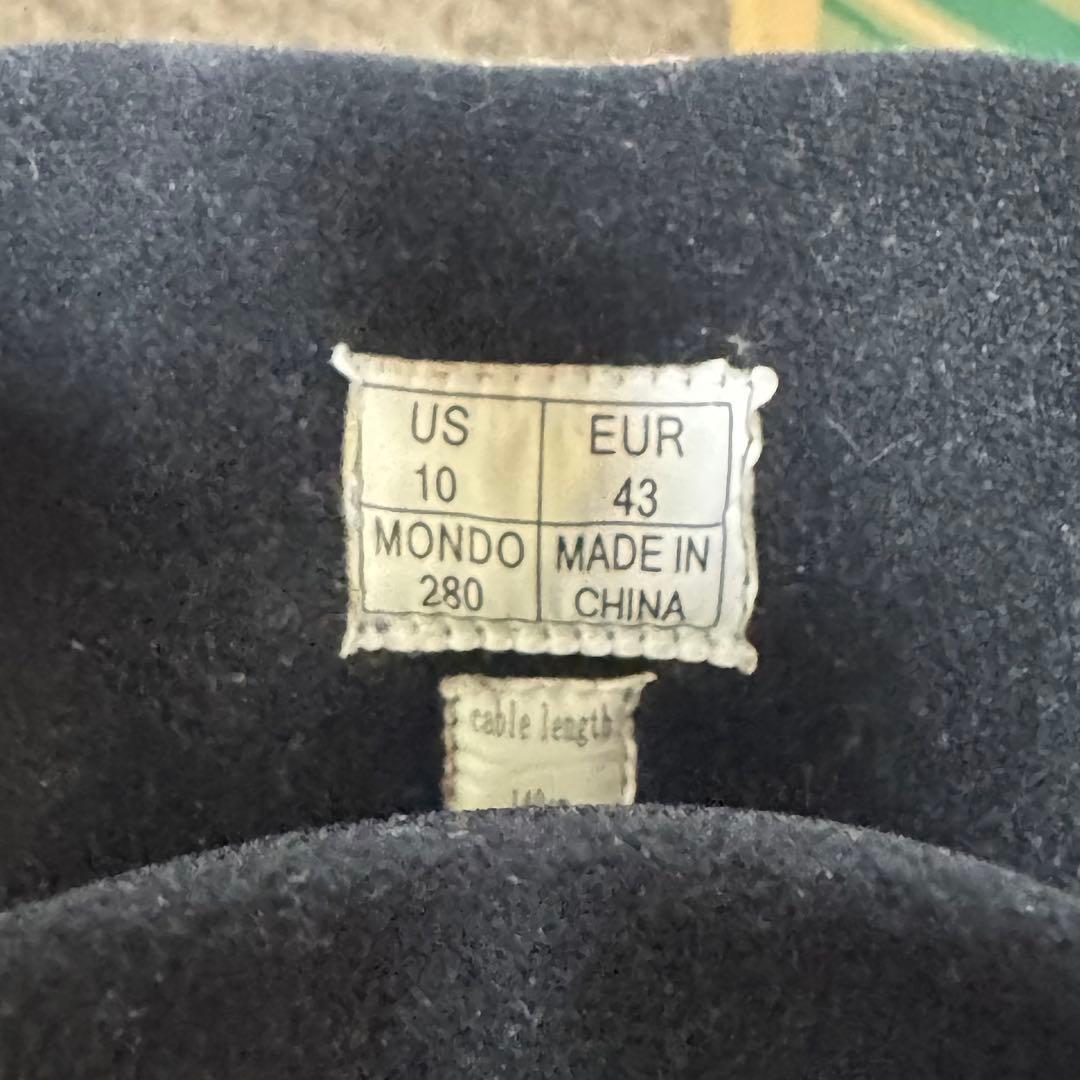 US
10
EUR
43
MONDO
280
MADE IN
CHINA
cable length